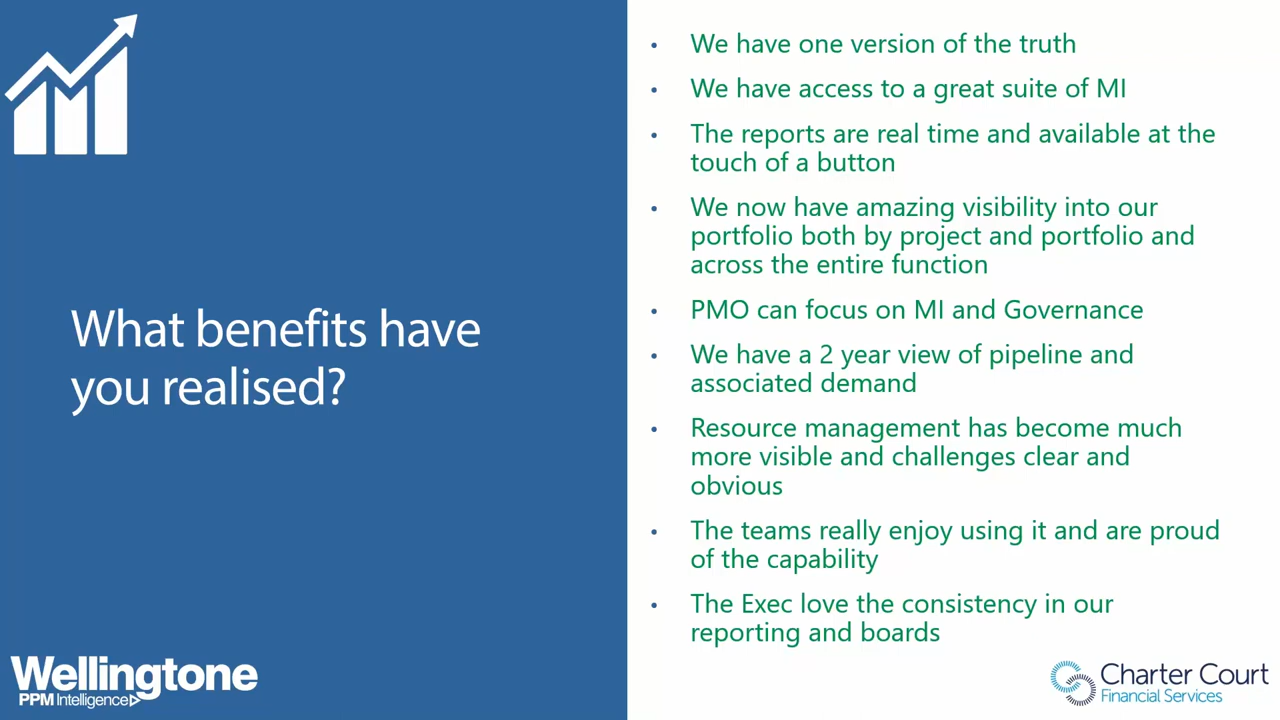 What benefits have
you realised?
• We have one version of the truth
• We have access to a great suite of MI
• The reports are real time and available at the
touch of a button
• We now have amazing visibility into our
portfolio both by project and portfolio and
across the entire function
• PMO can focus on MI and Governance
• We have a 2 year view of pipeline and
associated demand
• Resource management has become much
more visible and challenges clear and
obvious
• The teams really enjoy using it and are proud
of the capability
• The Exec love the consistency in our
reporting and boards
Wellingtone
PPM Intelligence
Charter Court
Financial Services